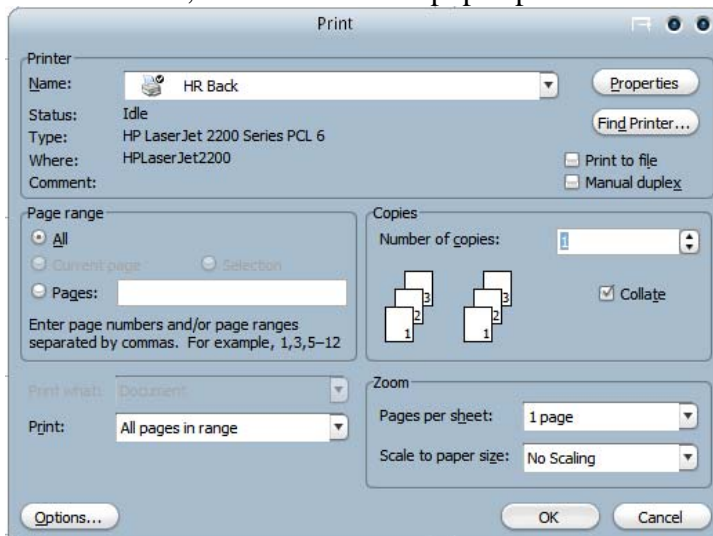 Print
Printer
Name: HR Back
Properties
Status: Idle
Find Printer...
Type: HP LaserJet 2200 Series PCL 6
Where: HPLaserJet2200
Print to file
Comment:
Manual duplex
Page range
All
Current page
Selection
Pages:
Enter page numbers and/or page ranges
separated by commas. For example, 1,3,5–12
Copies
Number of copies: 1
3 3
2 2
1 1
Collate
Print what: Document
Print: All pages in range
Zoom
Pages per sheet: 1 page
Scale to paper size: No Scaling
Options...
OK
Cancel